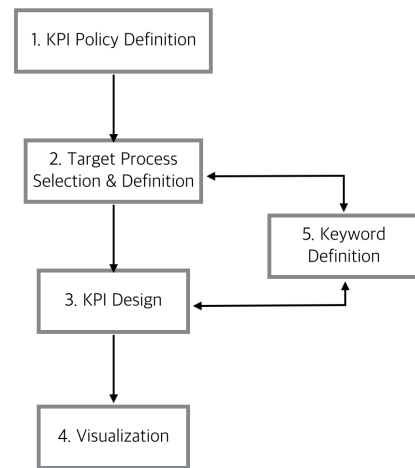 1. KPI Policy Definition
2. Target Process
Selection & Definition
5. Keyword
Definition
3. KPI Design
4. Visualization